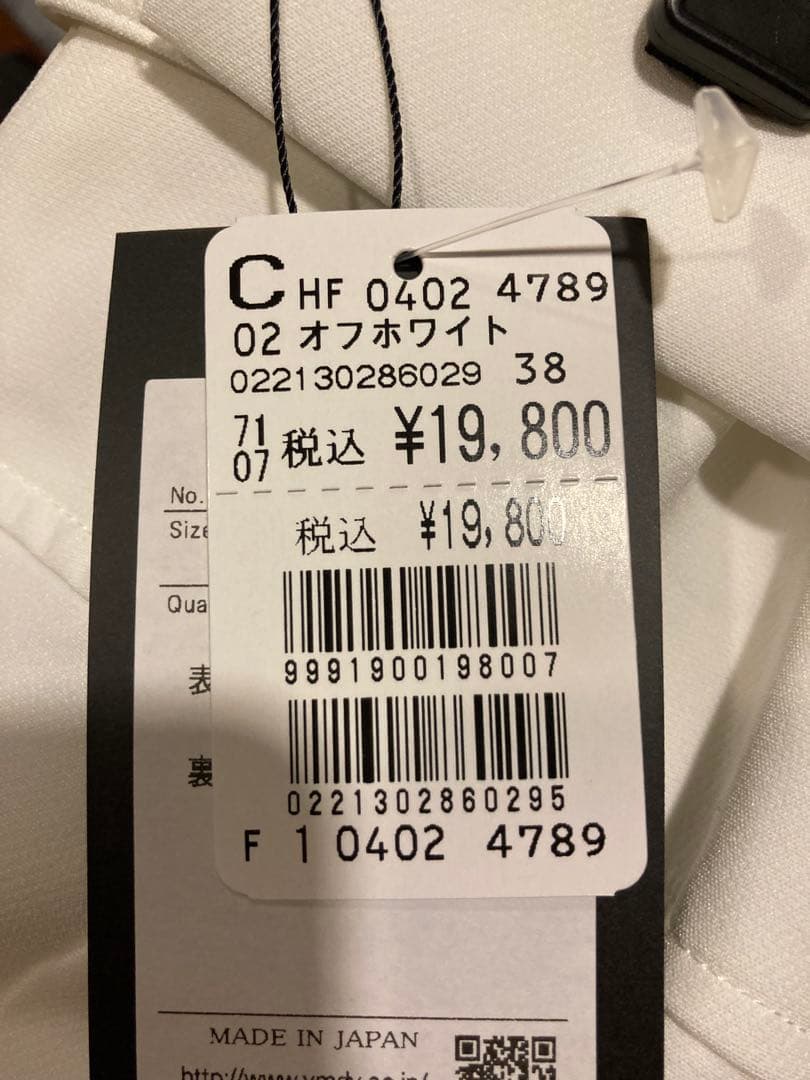 C HF 0402 4789
02 オフホワイト
022130286029 38
71
07 税込 ¥19,800
税込 ¥19,800
9991900198007
0221302860295
F 1 0402 4789
No.
Size
Qua
表
裏
MADE IN JAPAN